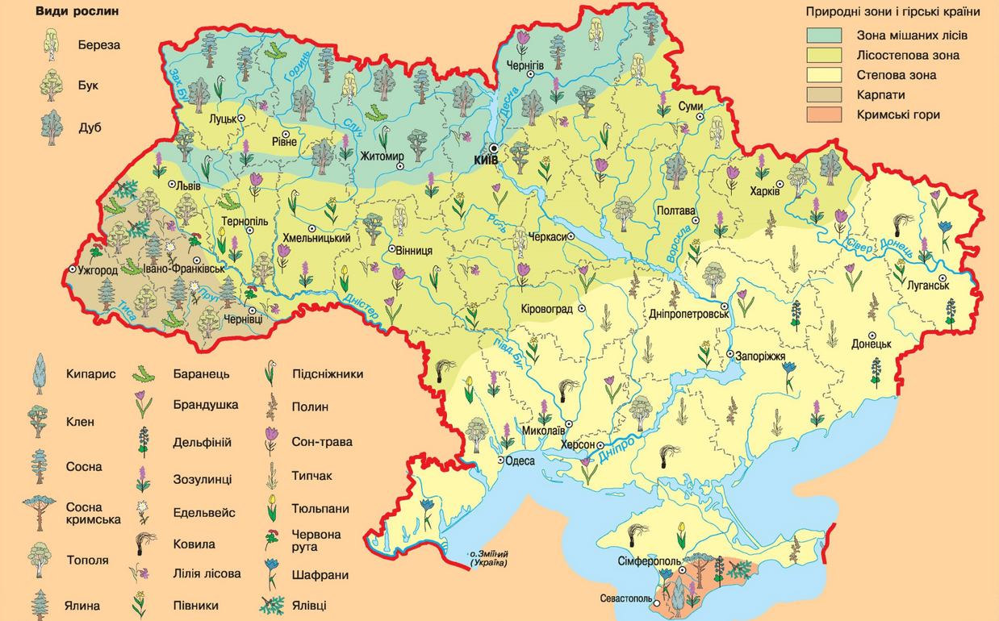 Види рослин
Береза
Бук
Дуб
Природні зони і гірські країни
Зона мішаних лісів
Лісостепова зона
Степова зона
Карпати
Кримські гори
Зах. Буг
Горинь
Случ
Десна
Чернігів
Суми
Луцьк
Рівне
Житомир
КИЇВ
Львів
Харків
Тернопіль
Хмельницький
Рось
Полтава
Ворскла
Черкаси
Вінниця
Сівер. Донець
Ужгород
Івано-Франківськ
Луганськ
Прут
Тиса
Чернівці
Дністер
Кіровоград
Дніпропетровськ
Донецьк
Півд. Буг
Запоріжжя
Миколаїв
Херсон
Дніпро
Одеса
о. Зміїний
(Україна)
Сімферополь
Севастополь
Кипарис
Клен
Сосна
Сосна
кримська
Тополя
Ялина
Баранець
Брандушка
Дельфіній
Зозулинці
Едельвейс
Ковила
Лілія лісова
Півники
Підсніжники
Полин
Сон-трава
Типчак
Тюльпани
Червона
рута
Шафрани
Ялівці